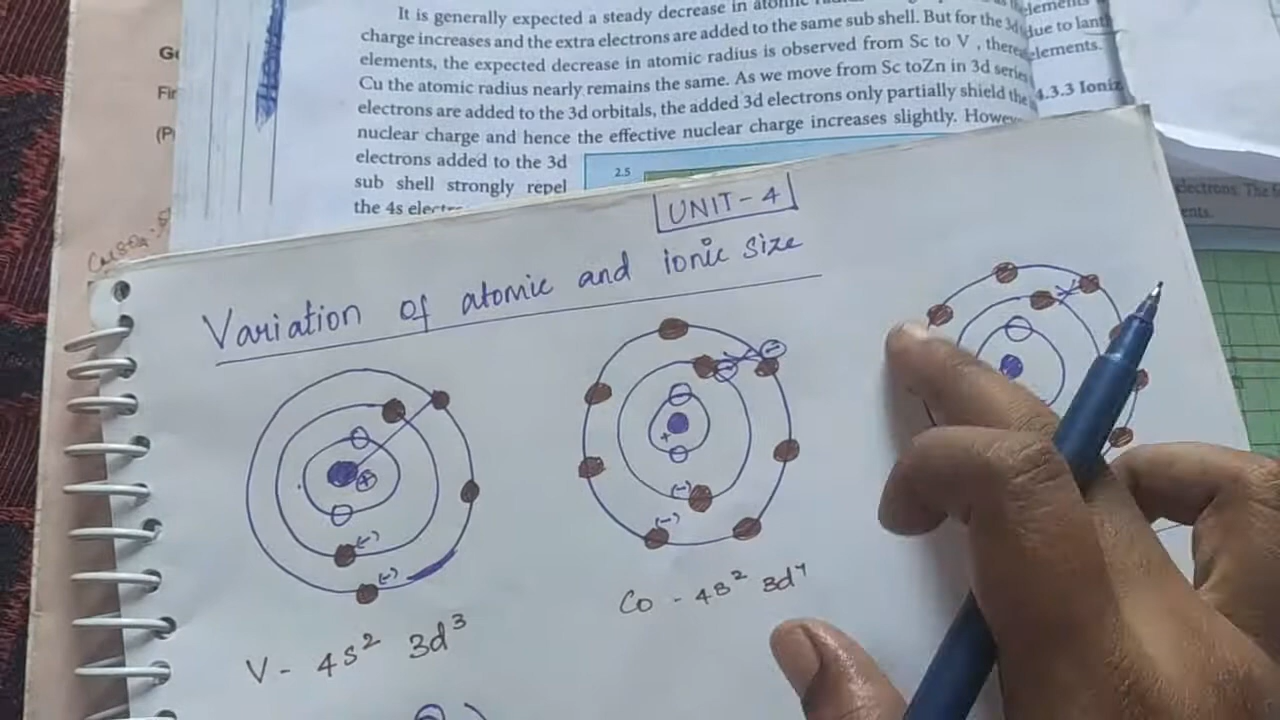 It is generally expected a steady decrease in atomic
charge increases and the extra electrons are added to the same sub shell. But for the 3d
elements, the expected decrease in atomic radius is observed from Sc to V , there
Cu the atomic radius nearly remains the same. As we move from Sc toZn in 3d series
electrons are added to the 3d orbitals, the added 3d electrons only partially shield the
nuclear charge and hence the effective nuclear charge increases slightly. Howev
electrons added to the 3d
sub shell strongly repel
the 4s
2.5
elements
due to lanth
elements.
4.3.3 Ioniz
electrons. The
ents.
Fir
(P
UNIT-4
Variation of atomic and ionic size
+
(-)
(-)
-
-
+
(-)
(-)
V - 4s² 3d³
Co - 4s² 3d⁷